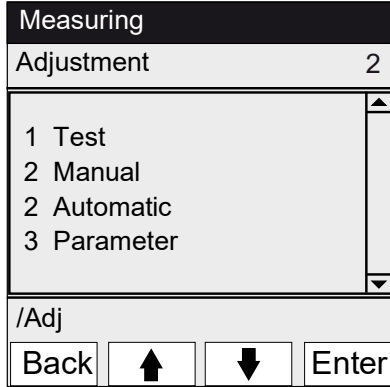 Measuring
Adjustment 2
1 Test
2 Manual
2 Automatic
3 Parameter
/Adj
Back Enter